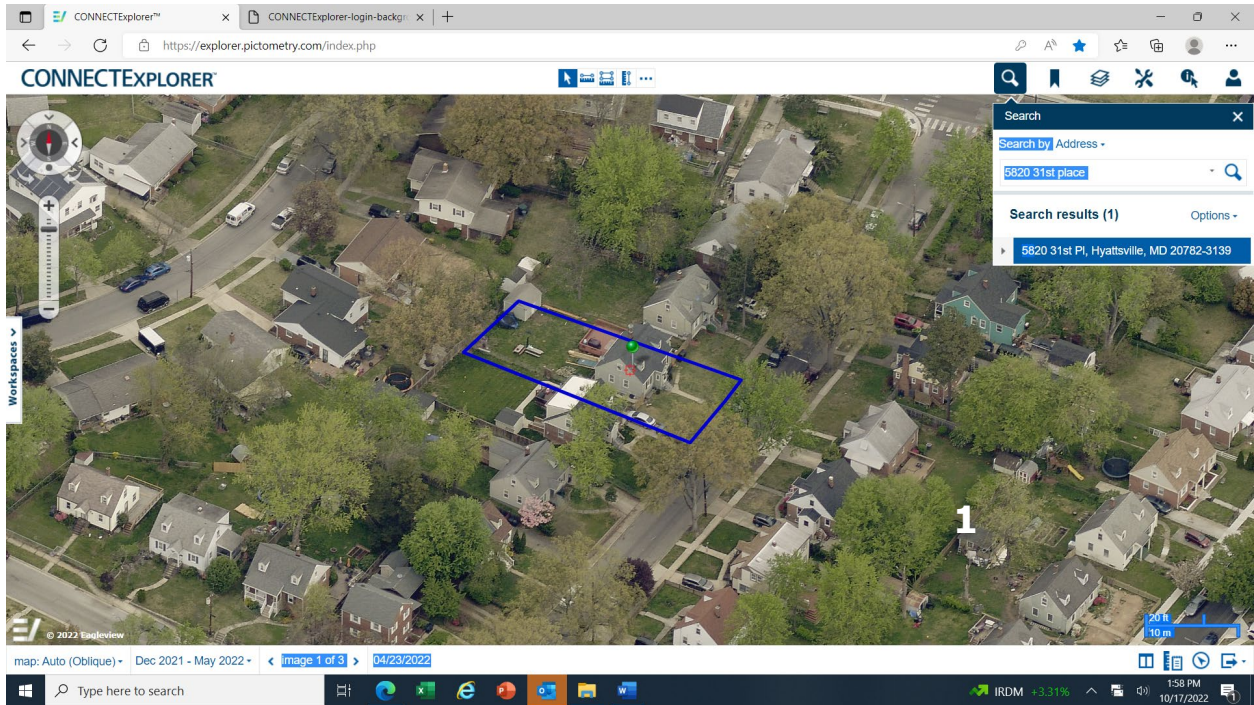 CONNECTExplorer™
CONNECTExplorer-login-backgr
https://explorer.pictometry.com/index.php
CONNECTEXPLORER™
Search
Search by Address
5820 31st place
Search results (1)
Options
5820 31st Pl, Hyattsville, MD 20782-3139
Workspaces
1
© 2022 Eagleview
20 ft
10 m
map: Auto (Oblique)
Dec 2021 - May 2022
image 1 of 3
04/23/2022
Type here to search
IRDM +3.31%
1:58 PM
10/17/2022
1